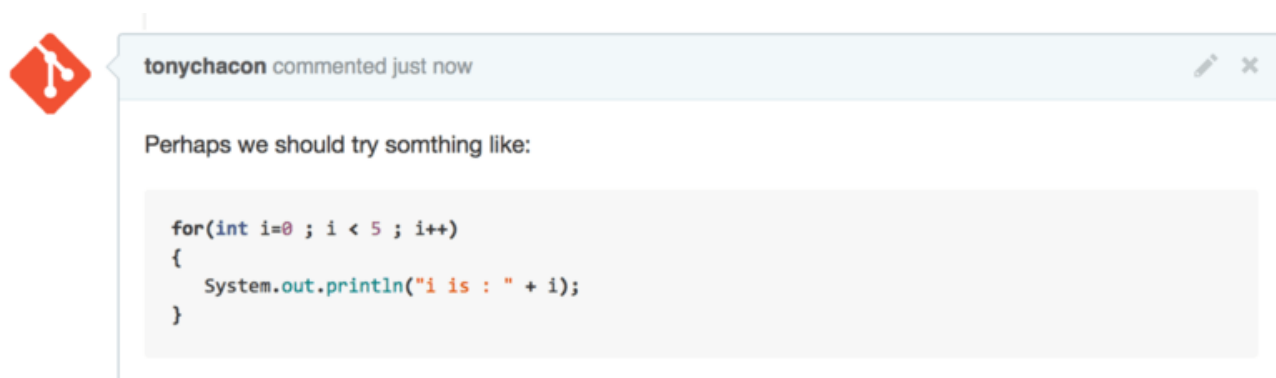 tonychacon commented just now
Perhaps we should try somthing like:
for(int i=0 ; i < 5 ; i++)
{
   System.out.println("i is : " + i);
}